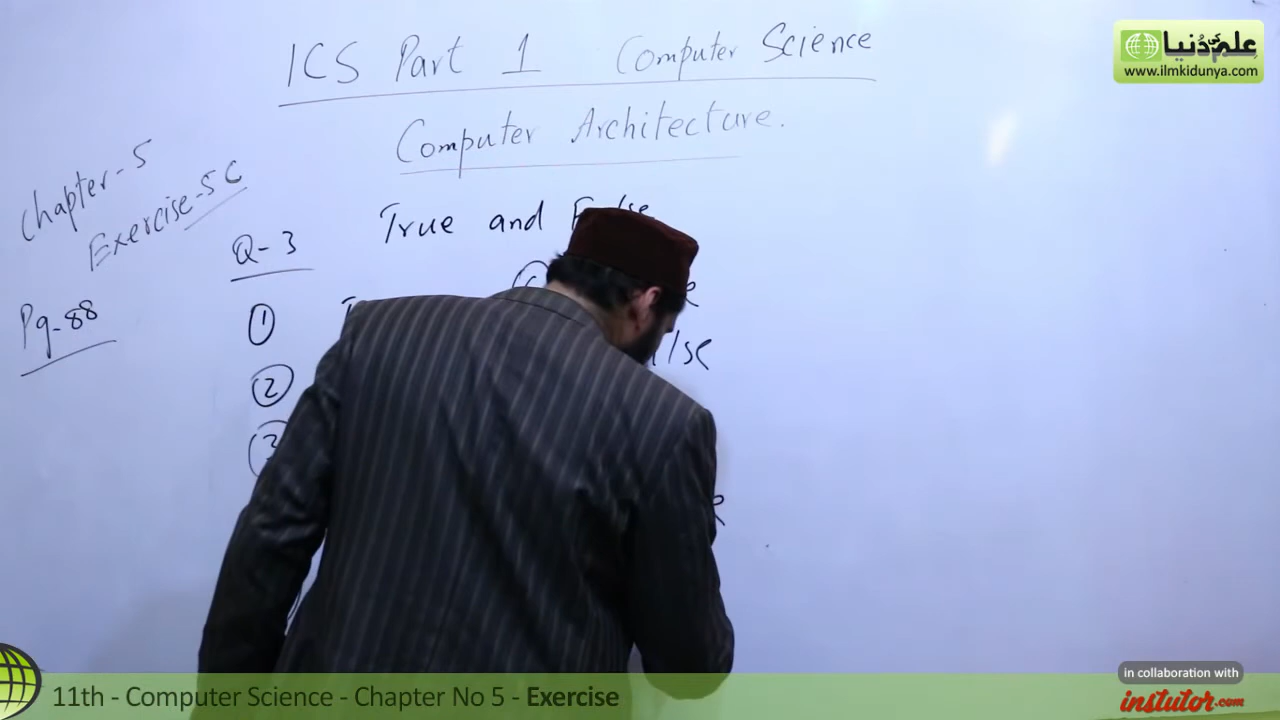 ICS Part 1 Computer Science
علم کی دنیا
www.ilmkidunya.com
Computer Architecture.
Chapter-5
Exercise-5C
Q-3 True and
Pg-88
①
②
lse
in collaboration with
instutor.com
11th - Computer Science - Chapter No 5 - Exercise